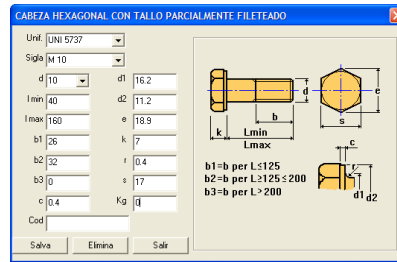 CABEZA HEXAGONAL CON TALLO PARCIALMENTE FILETEADO
Unif. UNI 5737
Sigla M 10
d 10 d1 16.2
l min 40 d2 11.2
l max 160 e 18.9
b1 26 k 7
b2 32 r 0.4
b3 0 s 17
c 0.4 Kg 0
Cod
Salva Elimina Salir
d e
b s
k Lmin
Lmax
c
r
d1 d2
b1=b per L≤125
b2=b per L≥125≤200
b3=b per L>200